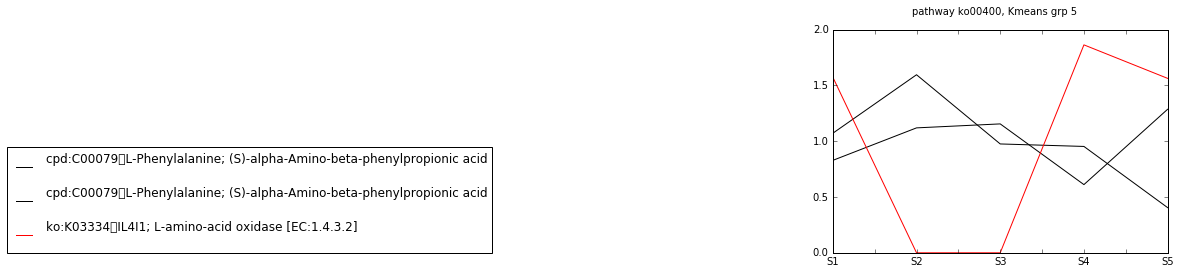 pathway ko00400, Kmeans grp 5
2.0
1.5
1.0
0.5
0.0
S1 S2 S3 S4 S5
cpd:C00079▯L-Phenylalanine; (S)-alpha-Amino-beta-phenylpropionic acid
cpd:C00079▯L-Phenylalanine; (S)-alpha-Amino-beta-phenylpropionic acid
ko:K03334▯IL4I1; L-amino-acid oxidase [EC:1.4.3.2]